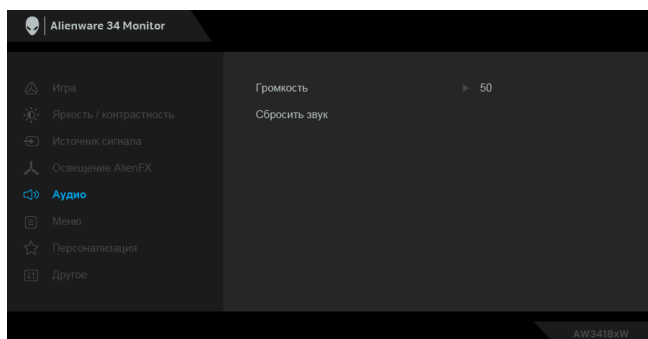 Alienware 34 Monitor
Игра
Яркость / контрастность
Источник сигнала
Освещение AlienFX
Аудио
Меню
Персонализация
Другое
Громкость 50
Сбросить звук
AW3418xW